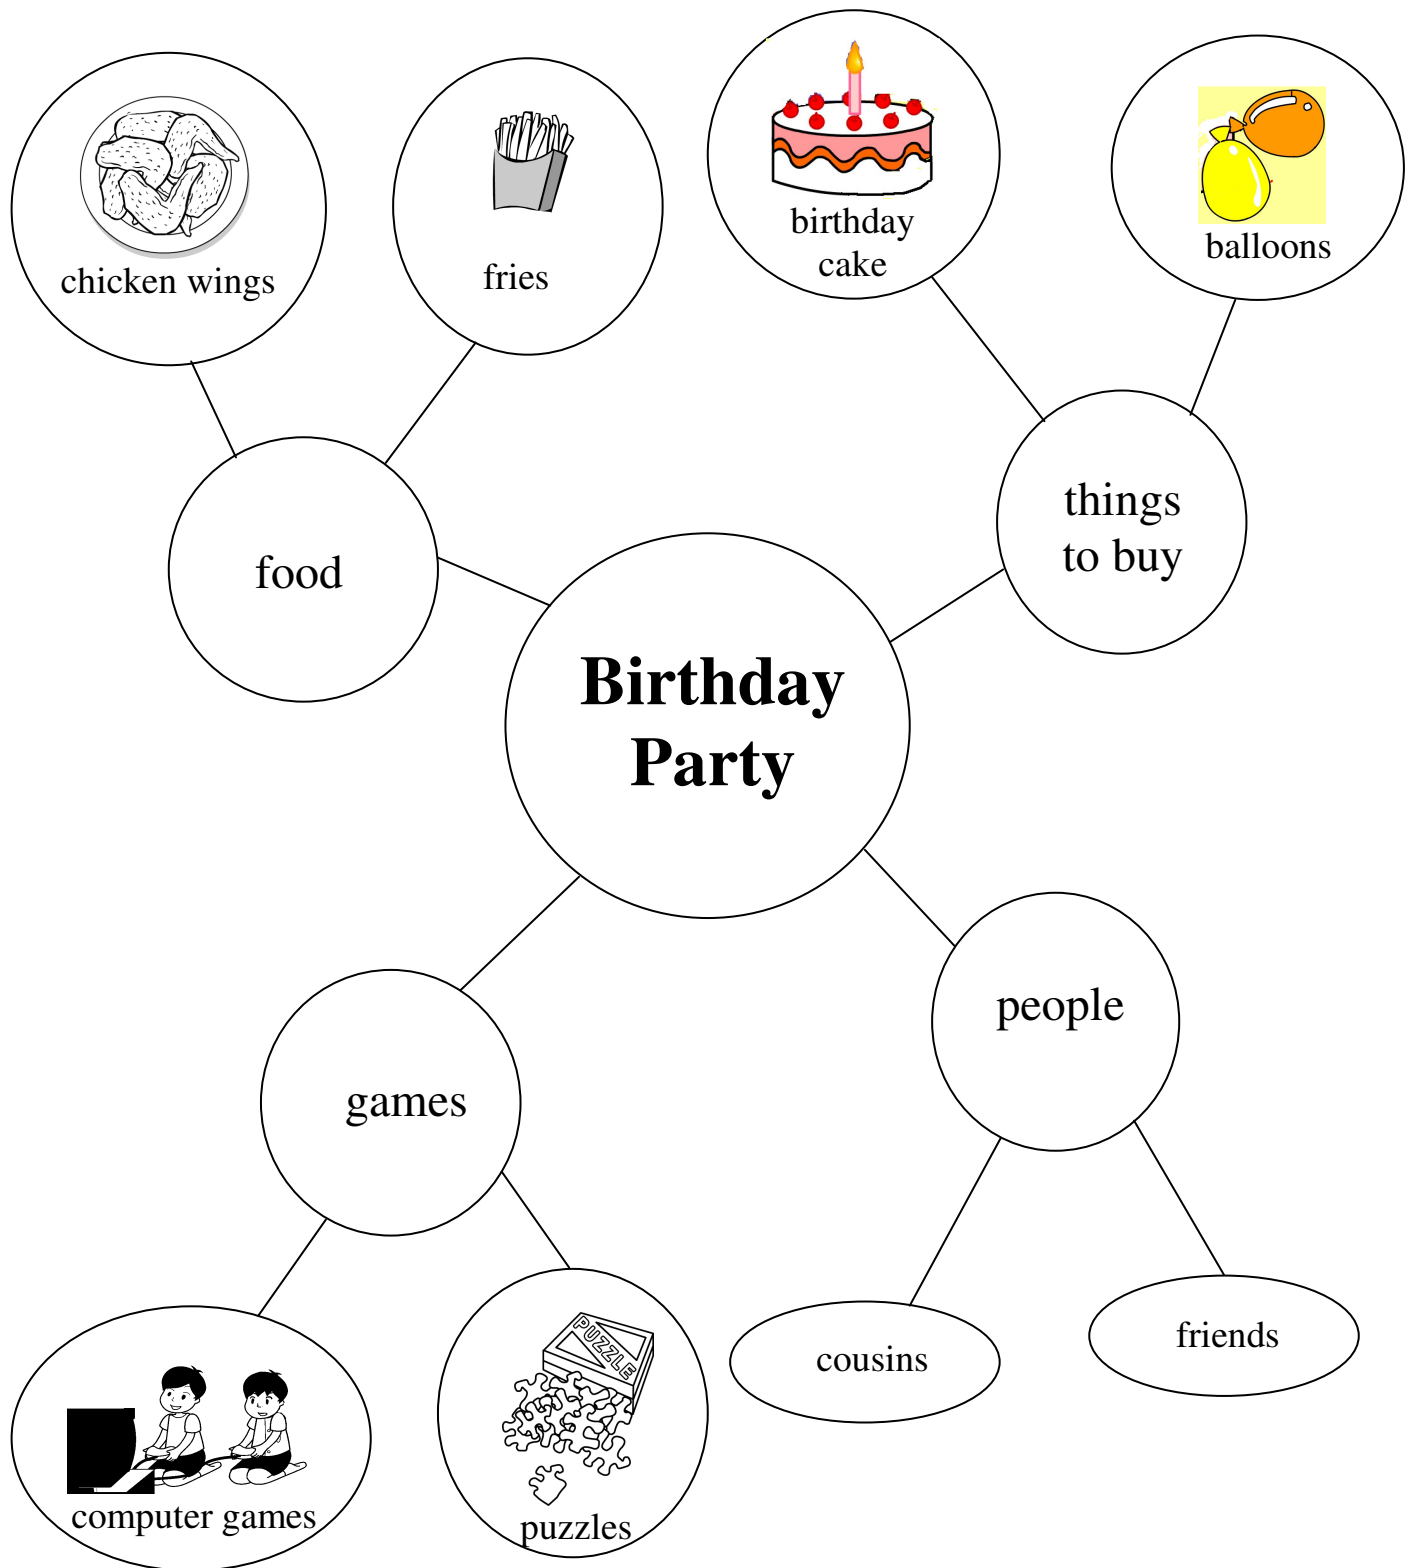 chicken wings
fries
birthday
cake
balloons
food
things
to buy
Birthday
Party
games
people
PUZZLE
computer games
puzzles
cousins
friends